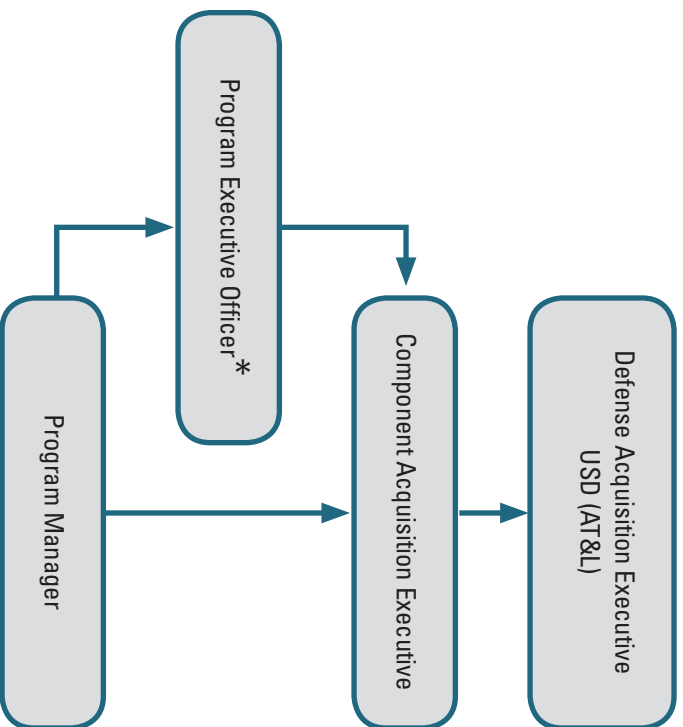 Defense Acquisition Executive
USD (AT&L)
Component Acquisition Executive
Program Executive Officer*
Program Manager